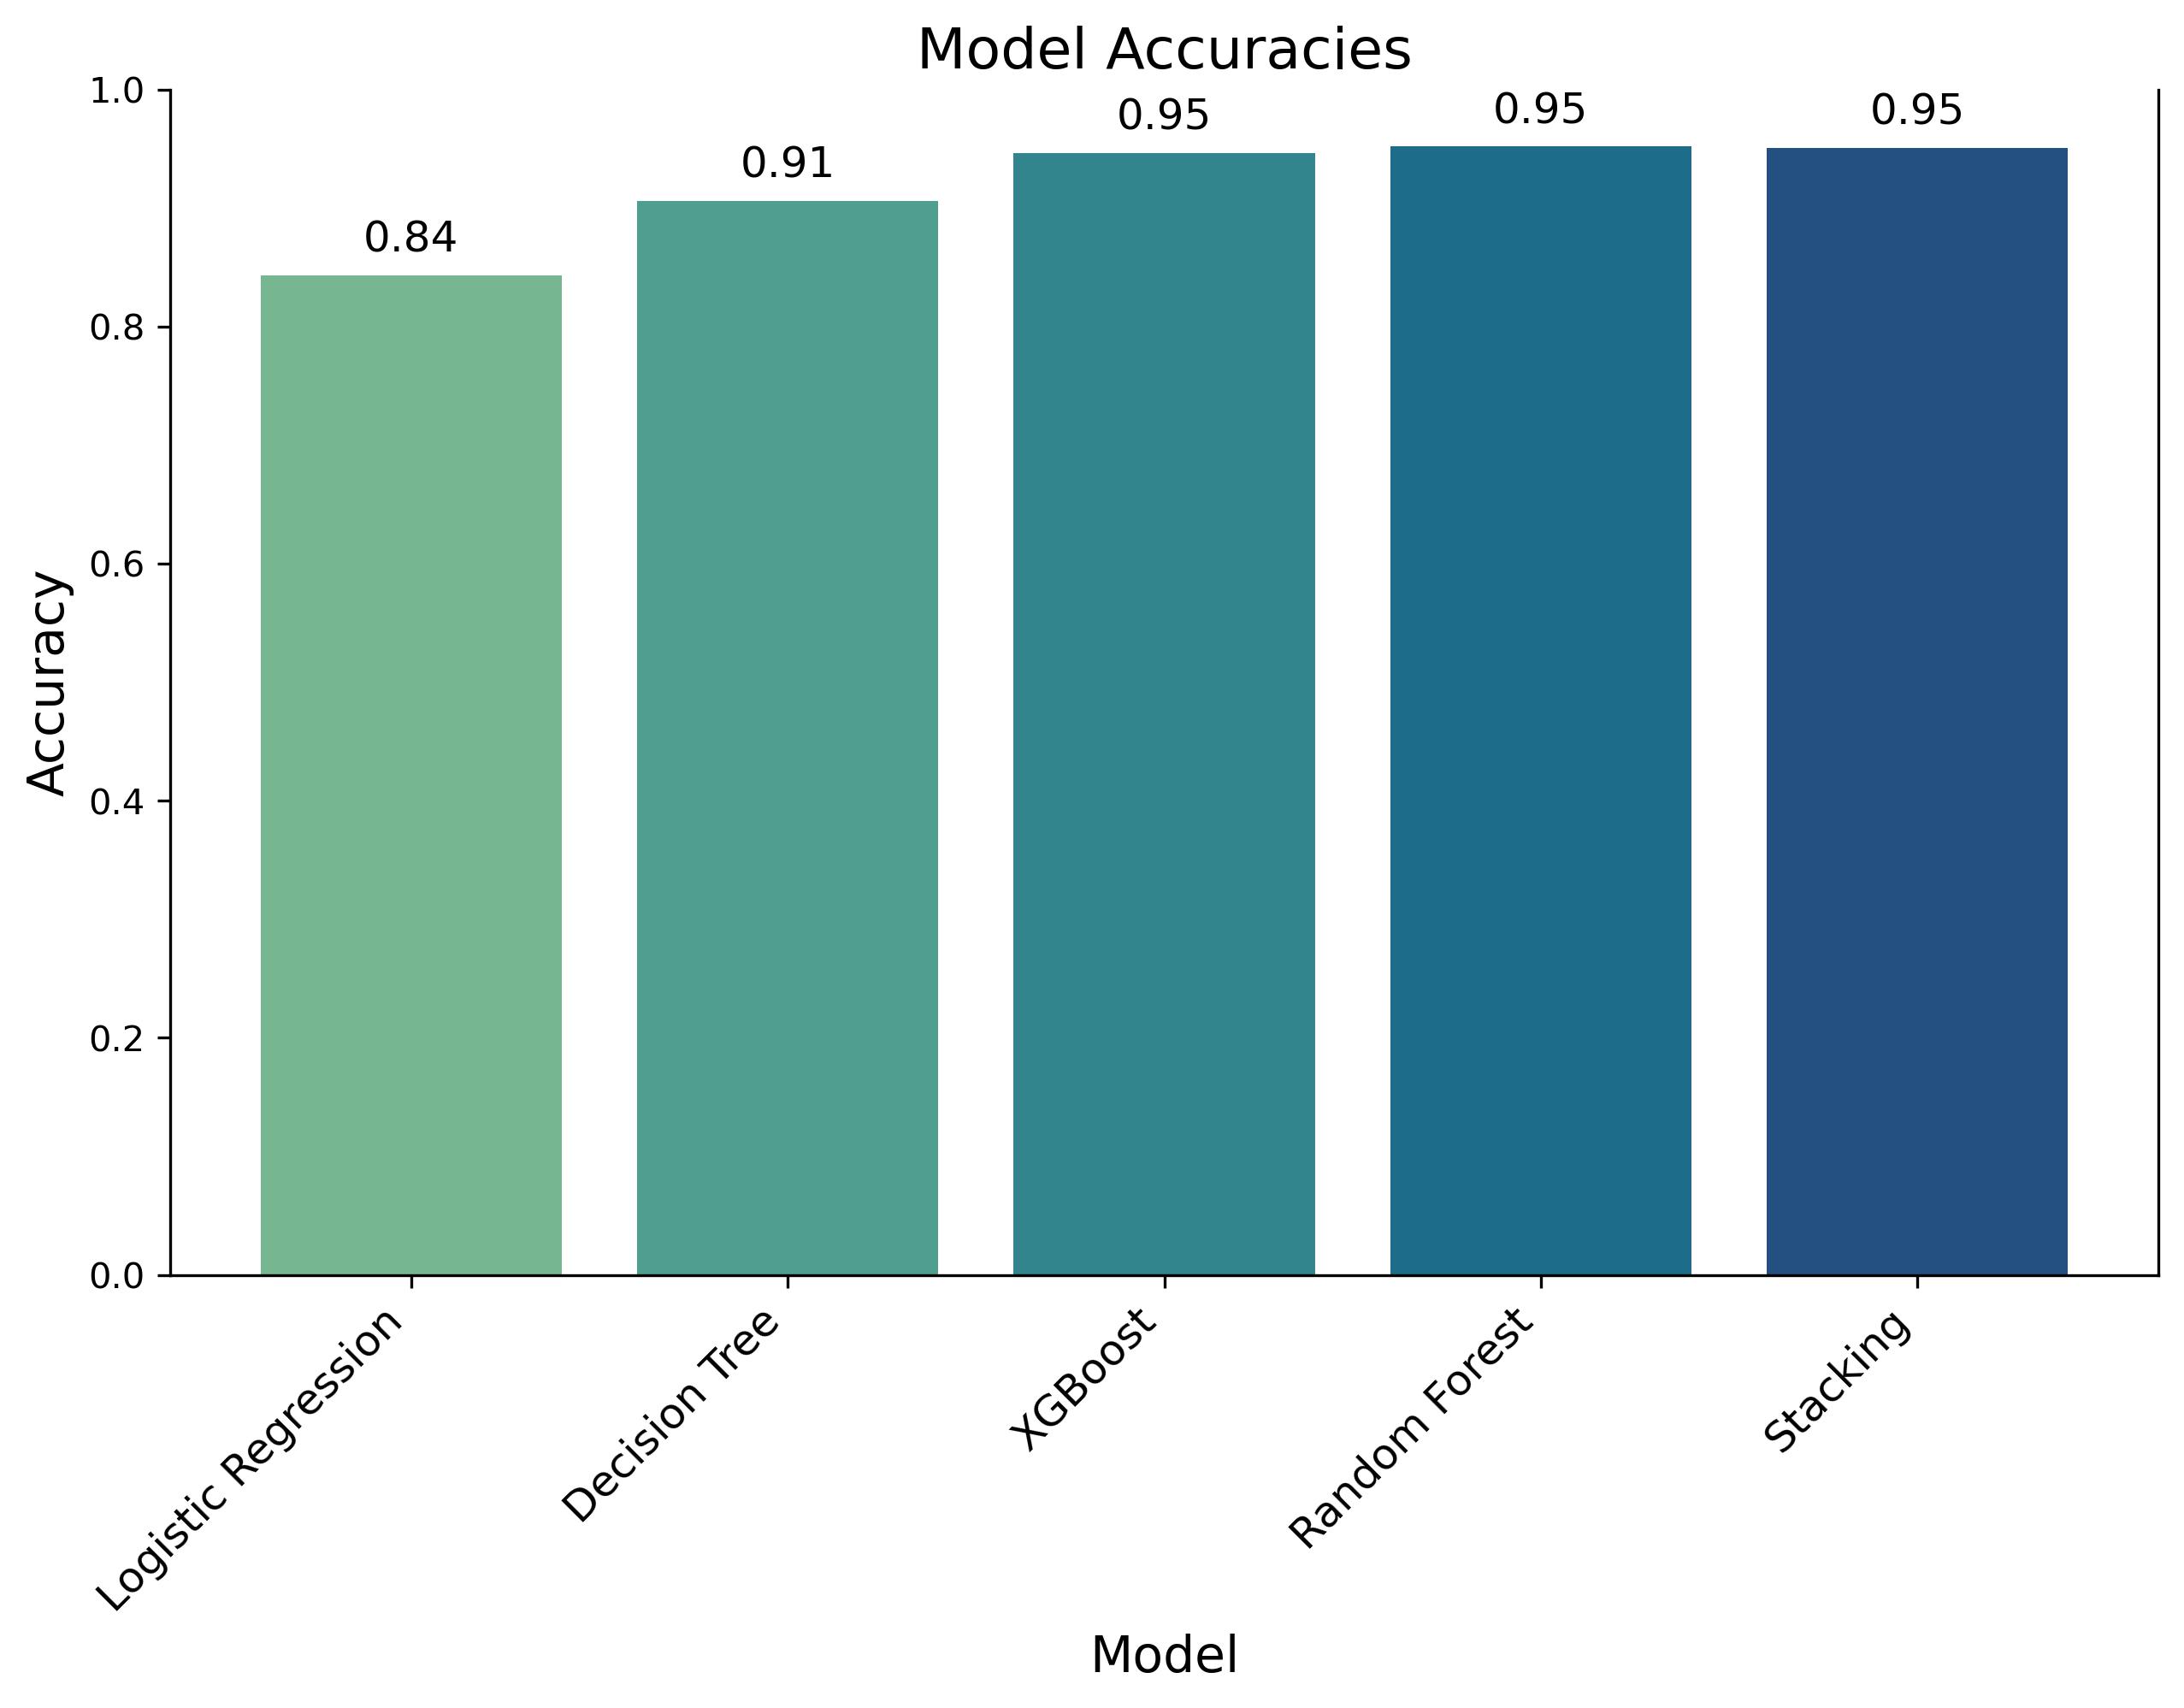 Model Accuracies
1.0
0.8
0.6
0.4
0.2
0.0
Accuracy
0.84
0.91
0.95
0.95
0.95
Logistic Regression
Decision Tree
XGBoost
Random Forest
Stacking
Model